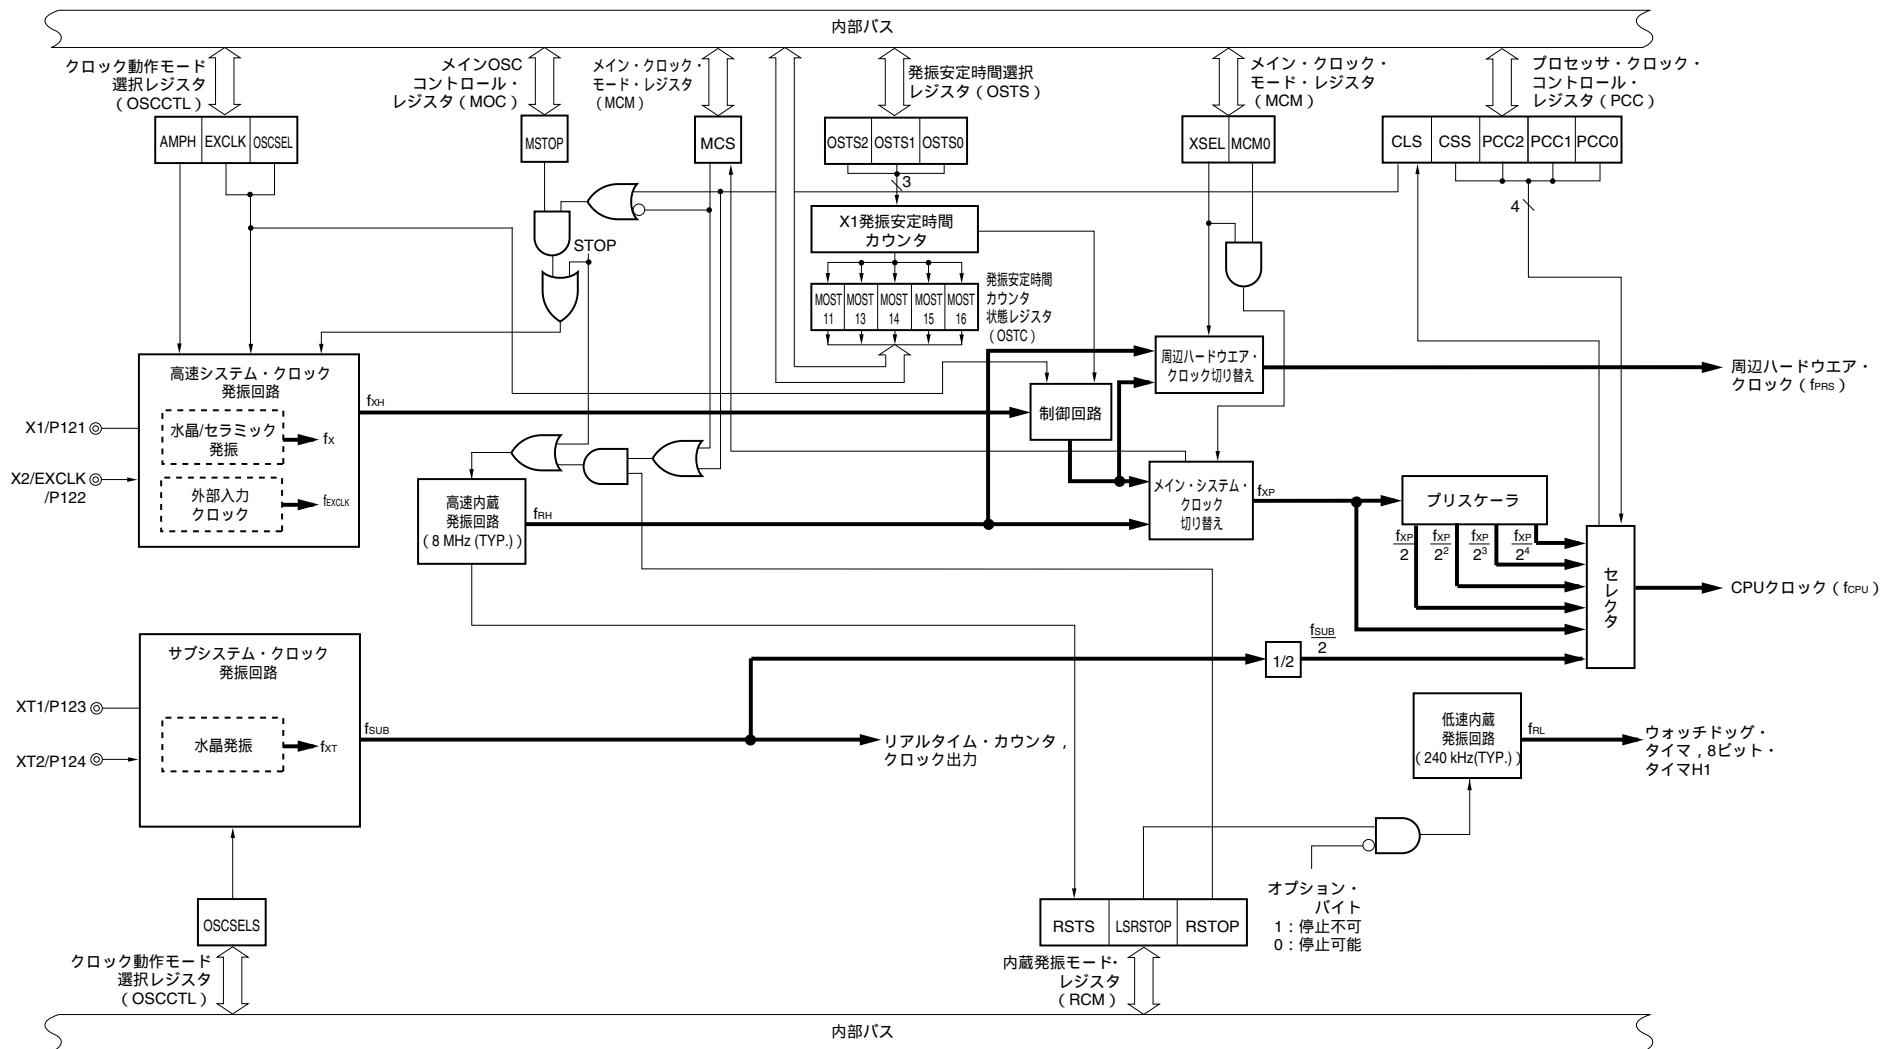 内部バス
クロック動作モード
選択レジスタ
(OSCCTL)
メインOSC
コントロール・
レジスタ(MOC)
メイン・クロック・
モード・レジスタ
(MCM)
発振安定時間選択
レジスタ(OSTS)
メイン・クロック・
モード・レジスタ
(MCM)
プロセッサ・クロック・
コントロール・
レジスタ(PCC)
AMPH EXCLK OSCSEL
MSTOP
MCS
OSTS2 OSTS1 OSTS0
XSEL MCM0
CLS CSS PCC2 PCC1 PCC0
3
4
X1発振安定時間
カウンタ
STOP
MOST 11
MOST 13
MOST 14
MOST 15
MOST 16
発振安定時間
カウンタ
状態レジスタ
(OSTC)
高速システム・クロック
発振回路
fXH
水晶/セラミック
発振
fX
外部入力
クロック
fEXCLK
X1/P121
X2/EXCLK
/P122
制御回路
周辺ハードウエア・
クロック切り替え
周辺ハードウエア・
クロック(fPRS)
高速内蔵
発振回路
(8 MHz (TYP.))
fRH
メイン・システム・
クロック
切り替え
fXP
プリスケーラ
fXP
2
fXP
2²
fXP
2³
fXP
2⁴
セレクタ
CPUクロック(fCPU)
サブシステム・クロック
発振回路
水晶発振
fXT
XT1/P123
XT2/P124
fSUB
リアルタイム・カウンタ,
クロック出力
1/2
fSUB
2
低速内蔵
発振回路
(240 kHz(TYP.))
fRL
ウォッチドッグ・
タイマ,8ビット・
タイマH1
オプション・
バイト
1:停止不可
0:停止可能
OSCSELS
RSTS LSRSTOP RSTOP
クロック動作モード
選択レジスタ
(OSCCTL)
内蔵発振モード・
レジスタ
(RCM)
内部バス